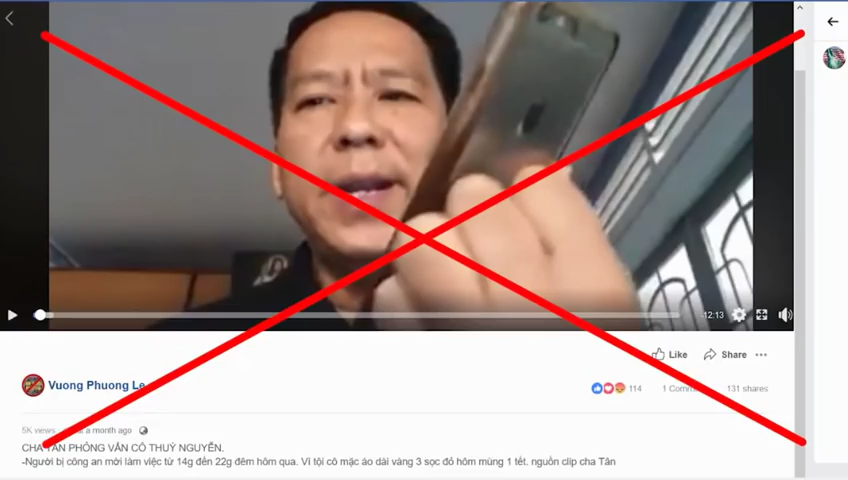 -12:13
Like Share
Vuong Phuong Le
114 1 131 shares
5K views a month ago
CHA TÂN PHỎNG VẤN CÔ THUÝ NGUYỄN.
-Người bị công an mời làm việc từ 14g đến 22g đêm hôm qua. Vì tội cô mặc áo dài vàng 3 sọc đỏ hôm mùng 1 tết. nguồn clip cha Tân